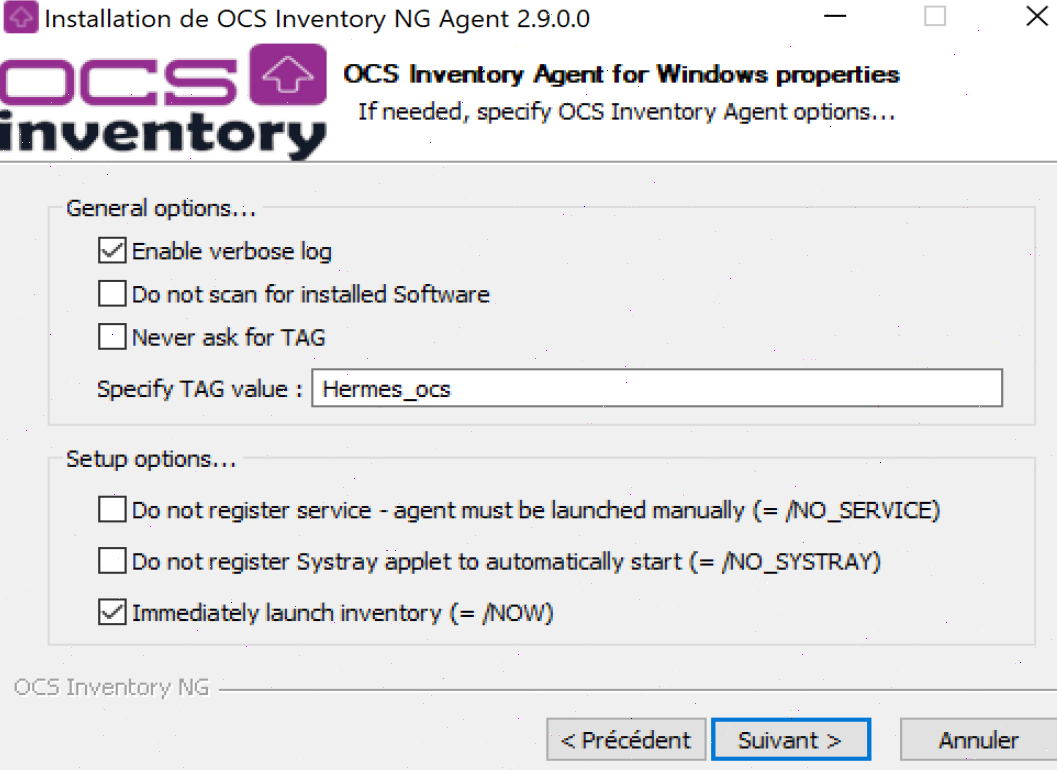 Installation de OCS Inventory NG Agent 2.9.0.0
OCS
inventory
OCS Inventory Agent for Windows properties
If needed, specify OCS Inventory Agent options...
General options...
Enable verbose log
Do not scan for installed Software
Never ask for TAG
Specify TAG value : Hermes_ocs
Setup options...
Do not register service - agent must be launched manually (= /NO_SERVICE)
Do not register Systray applet to automatically start (= /NO_SYSTRAY)
Immediately launch inventory (= /NOW)
OCS Inventory NG
< Précédent Suivant > Annuler